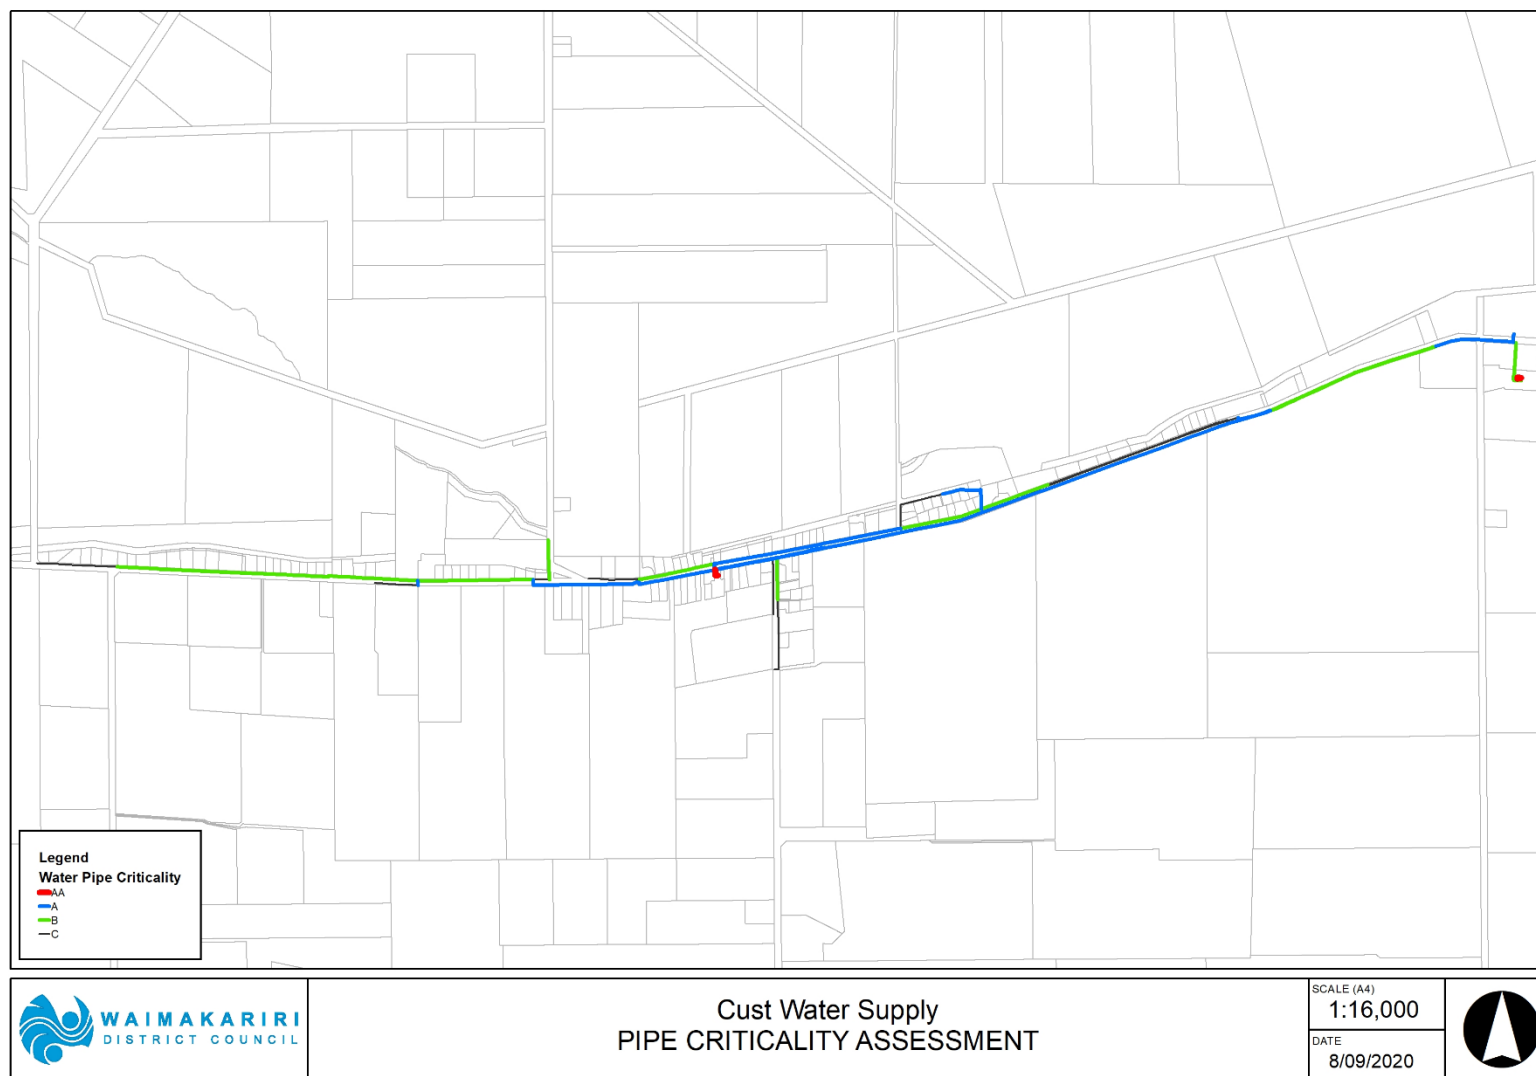 Legend
Water Pipe Criticality
AA
A
B
C
WAIMAKARIRI
DISTRICT COUNCIL
Cust Water Supply
PIPE CRITICALITY ASSESSMENT
SCALE (A4)
1:16,000
DATE
8/09/2020